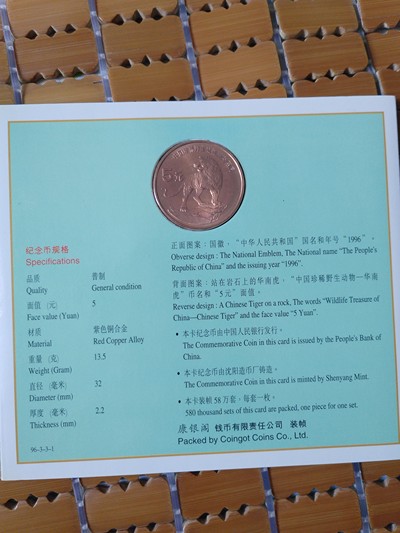 纪念币规格
Specifications
品质 普制
Quality General condition
面值 (元) 5
Face value (Yuan)
材质 紫色铜合金
Material Red Copper Alloy
重量 (克) 13.5
Weight (Gram)
直径 (毫米) 32
Diameter (mm)
厚度 (毫米) 2.2
Thickness (mm)
96-3-3-1
5元
正面图案：国徽，“中华人民共和国”国名和年号“1996”。
Obverse design : The National Emblem, The National name “The People's
Republic of China” and the issuing year “1996”.
背面图案：站在岩石上的华南虎，“中国珍稀野生动物—华南
虎”币名和“5元”面值。
Reverse design : A Chinese Tiger on a rock, The words “Wildlife Treasure of
China—Chinese Tiger” and the face value “5 Yuan”.
• 本卡纪念币由中国人民银行发行。
The Commemorative Coin in this card is issued by the People's Bank of
China.
• 本卡纪念币由沈阳造币厂铸造。
The Commemorative Coin in this card is minted by Shenyang Mint.
• 本卡装帧58万套，每套一枚。
580 thousand sets of this card are packed, one piece for one set.
康银阁 钱币有限责任公司 装帧
Packed by Coingot Coins Co., Ltd.